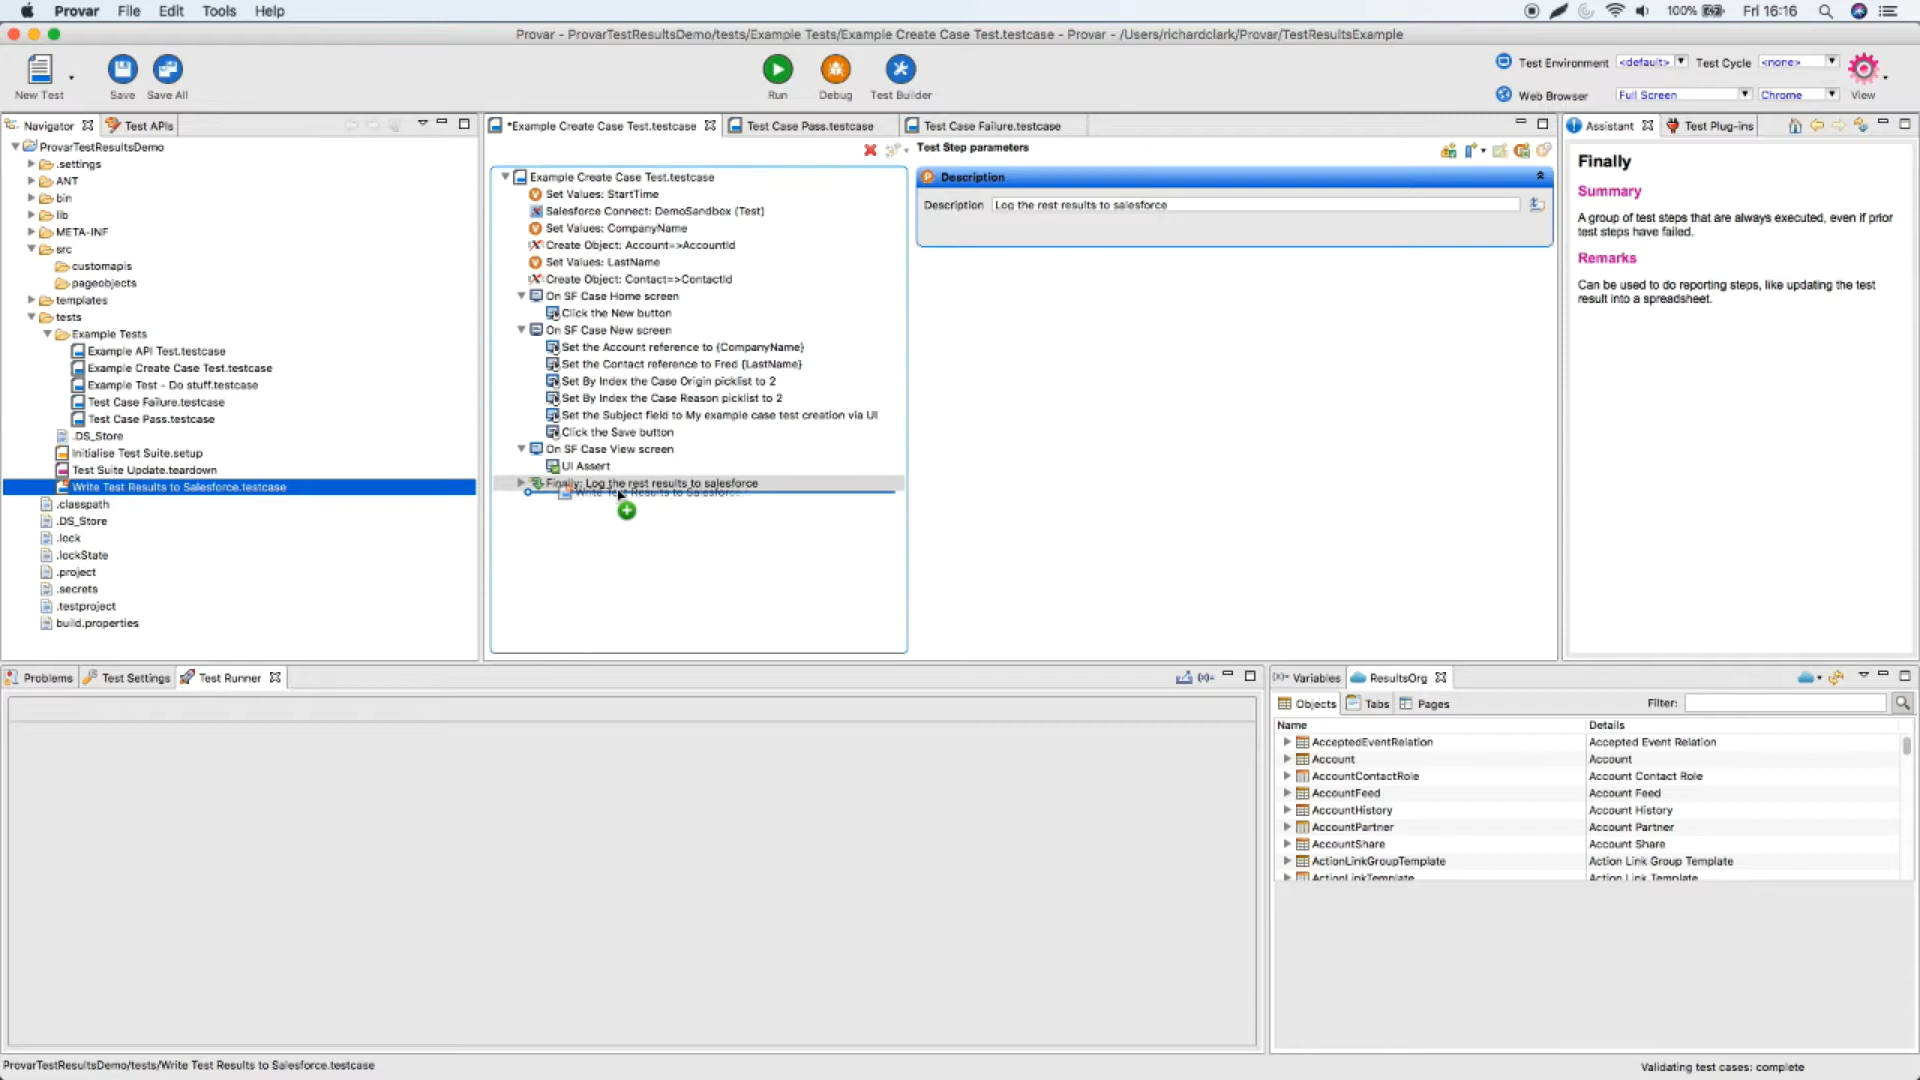 Provar File Edit Tools Help 100% Fri 16:16
Provar - ProvarTestResultsDemo/tests/Example Tests/Example Create Case Test.testcase - Provar - /Users/richardclark/Provar/TestResultsExample
New Test Save Save All Run Debug Test Builder
Test Environment <default> Test Cycle <none>
Web Browser Full Screen Chrome View
Navigator Test APIs
ProvarTestResultsDemo
.settings
ANT
bin
lib
META-INF
src
customapis
pageobjects
templates
tests
Example Tests
Example API Test.testcase
Example Create Case Test.testcase
Example Test - Do stuff.testcase
Test Case Failure.testcase
Test Case Pass.testcase
.DS_Store
Initialise Test Suite.setup
Test Suite Update.teardown
Write Test Results to Salesforce.testcase
.classpath
.DS_Store
.lock
.lockState
.project
.secrets
.testproject
build.properties
*Example Create Case Test.testcase Test Case Pass.testcase Test Case Failure.testcase
Example Create Case Test.testcase
Set Values: StartTime
Salesforce Connect: DemoSandbox (Test)
Set Values: CompanyName
Create Object: Account=>AccountId
Set Values: LastName
Create Object: Contact=>ContactId
On SF Case Home screen
Click the New button
On SF Case New screen
Set the Account reference to {CompanyName}
Set the Contact reference to Fred {LastName}
Set By Index the Case Origin picklist to 2
Set By Index the Case Reason picklist to 2
Set the Subject field to My example case test creation via UI
Click the Save button
On SF Case View screen
UI Assert
Finally: Log the rest results to salesforce
Write Test Results to Salesforce
Test Step parameters
Description
Description Log the rest results to salesforce
Assistant Test Plug-ins
Finally
Summary
A group of test steps that are always executed, even if prior
test steps have failed.
Remarks
Can be used to do reporting steps, like updating the test
result into a spreadsheet.
Problems Test Settings Test Runner
Variables ResultsOrg
Objects Tabs Pages Filter:
Name Details
AcceptedEventRelation Accepted Event Relation
Account Account
AccountContactRole Account Contact Role
AccountFeed Account Feed
AccountHistory Account History
AccountPartner Account Partner
AccountShare Account Share
ActionLinkGroupTemplate Action Link Group Template
ActionLinkTemplate Action Link Template
ProvarTestResultsDemo/tests/Write Test Results to Salesforce.testcase
Validating test cases: complete